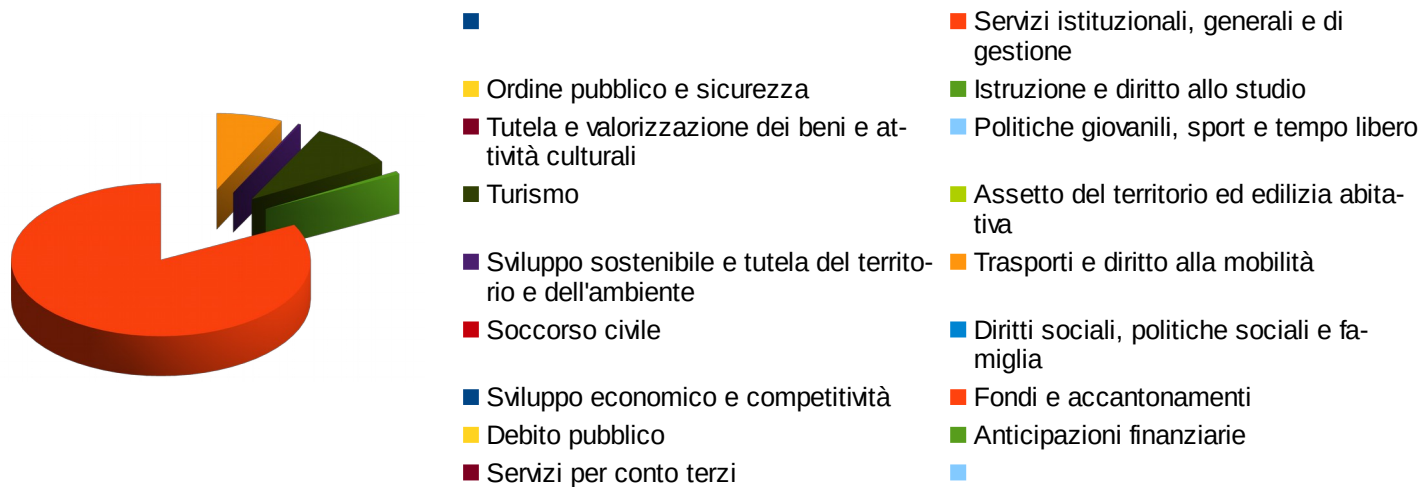 Servizi istituzionali, generali e di
gestione
Ordine pubblico e sicurezza
Istruzione e diritto allo studio
Tutela e valorizzazione dei beni e at-
tività culturali
Politiche giovanili, sport e tempo libero
Turismo
Assetto del territorio ed edilizia abita-
tiva
Sviluppo sostenibile e tutela del territo-
rio e dell'ambiente
Trasporti e diritto alla mobilità
Soccorso civile
Diritti sociali, politiche sociali e fa-
miglia
Sviluppo economico e competitività
Fondi e accantonamenti
Debito pubblico
Anticipazioni finanziarie
Servizi per conto terzi